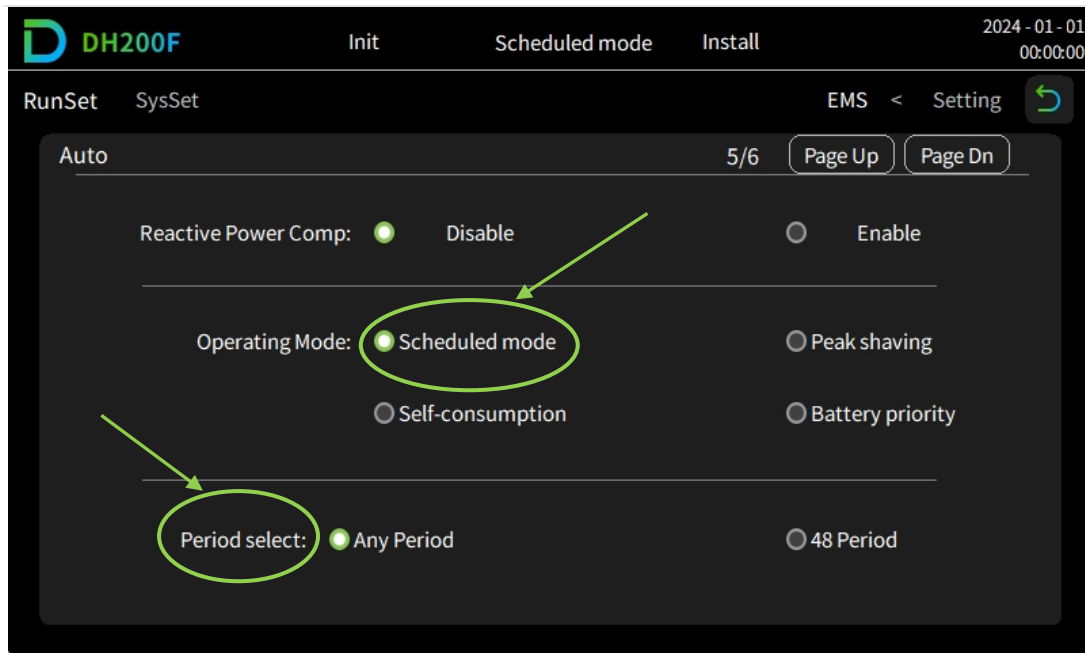 DH200F Init Scheduled mode Install 2024 - 01 - 01
00:00:00
RunSet SysSet EMS < Setting
Auto 5/6 Page Up Page Dn
Reactive Power Comp: Disable Enable
Operating Mode: Scheduled mode Peak shaving
Self-consumption Battery priority
Period select: Any Period 48 Period